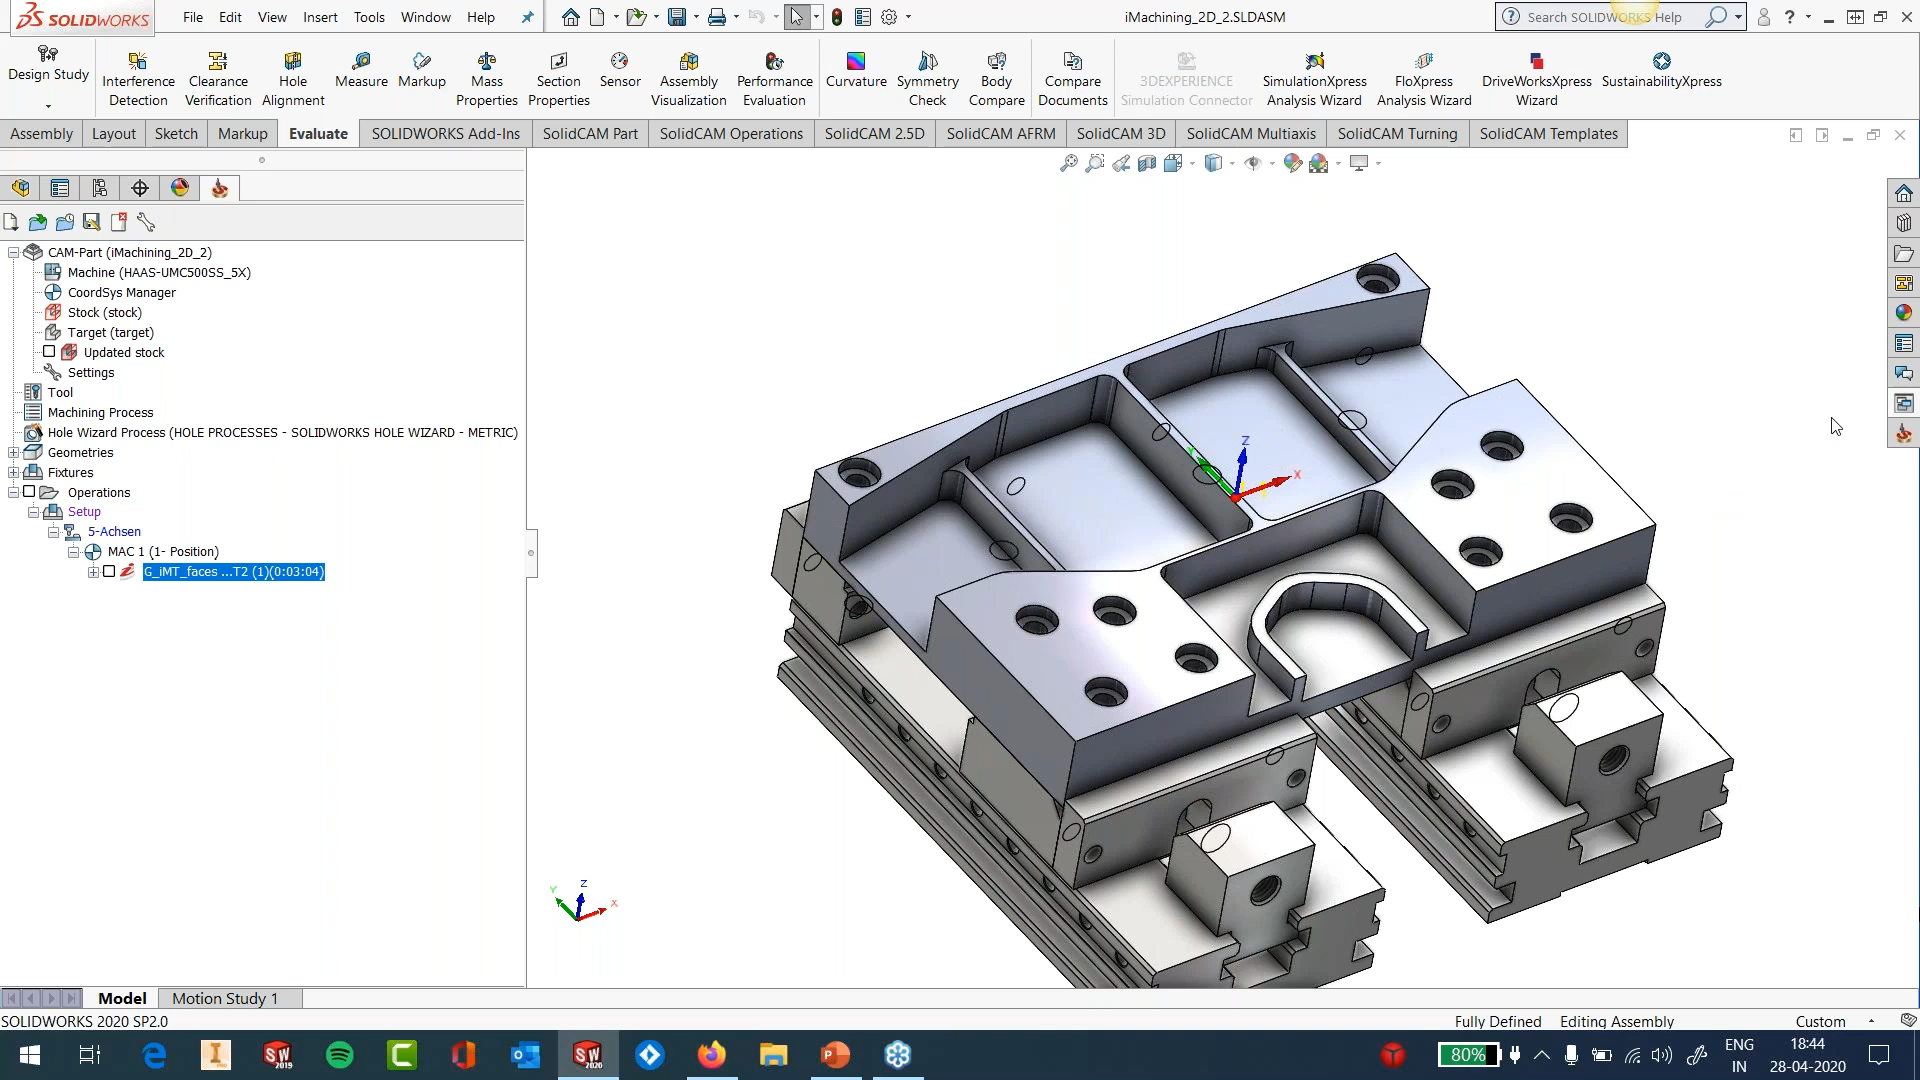 SOLIDWORKS
File Edit View Insert Tools Window Help
iMachining_2D_2.SLDASM
Search SOLIDWORKS Help
Design Study
Interference Detection
Clearance Verification
Hole Alignment
Measure
Markup
Mass Properties
Section Properties
Sensor
Assembly Visualization
Performance Evaluation
Curvature
Symmetry Check
Body Compare
Compare Documents
3DEXPERIENCE Simulation Connector
SimulationXpress Analysis Wizard
FloXpress Analysis Wizard
DriveWorksXpress Wizard
SustainabilityXpress
Assembly Layout Sketch Markup Evaluate SOLIDWORKS Add-Ins SolidCAM Part SolidCAM Operations SolidCAM 2.5D SolidCAM AFRM SolidCAM 3D SolidCAM Multiaxis SolidCAM Turning SolidCAM Templates
CAM-Part (iMachining_2D_2)
Machine (HAAS-UMC500SS_5X)
CoordSys Manager
Stock (stock)
Target (target)
Updated stock
Settings
Tool
Machining Process
Hole Wizard Process (HOLE PROCESSES - SOLIDWORKS HOLE WIZARD - METRIC)
Geometries
Fixtures
Operations
Setup
5-Achsen
MAC 1 (1- Position)
G_iMT_faces ...T2 (1)(0:03:04)
Z
X
Y
Z
X
Model Motion Study 1
SOLIDWORKS 2020 SP2.0
Fully Defined Editing Assembly Custom
SW 2019
SW 2020
80%
ENG
IN
18:44
28-04-2020